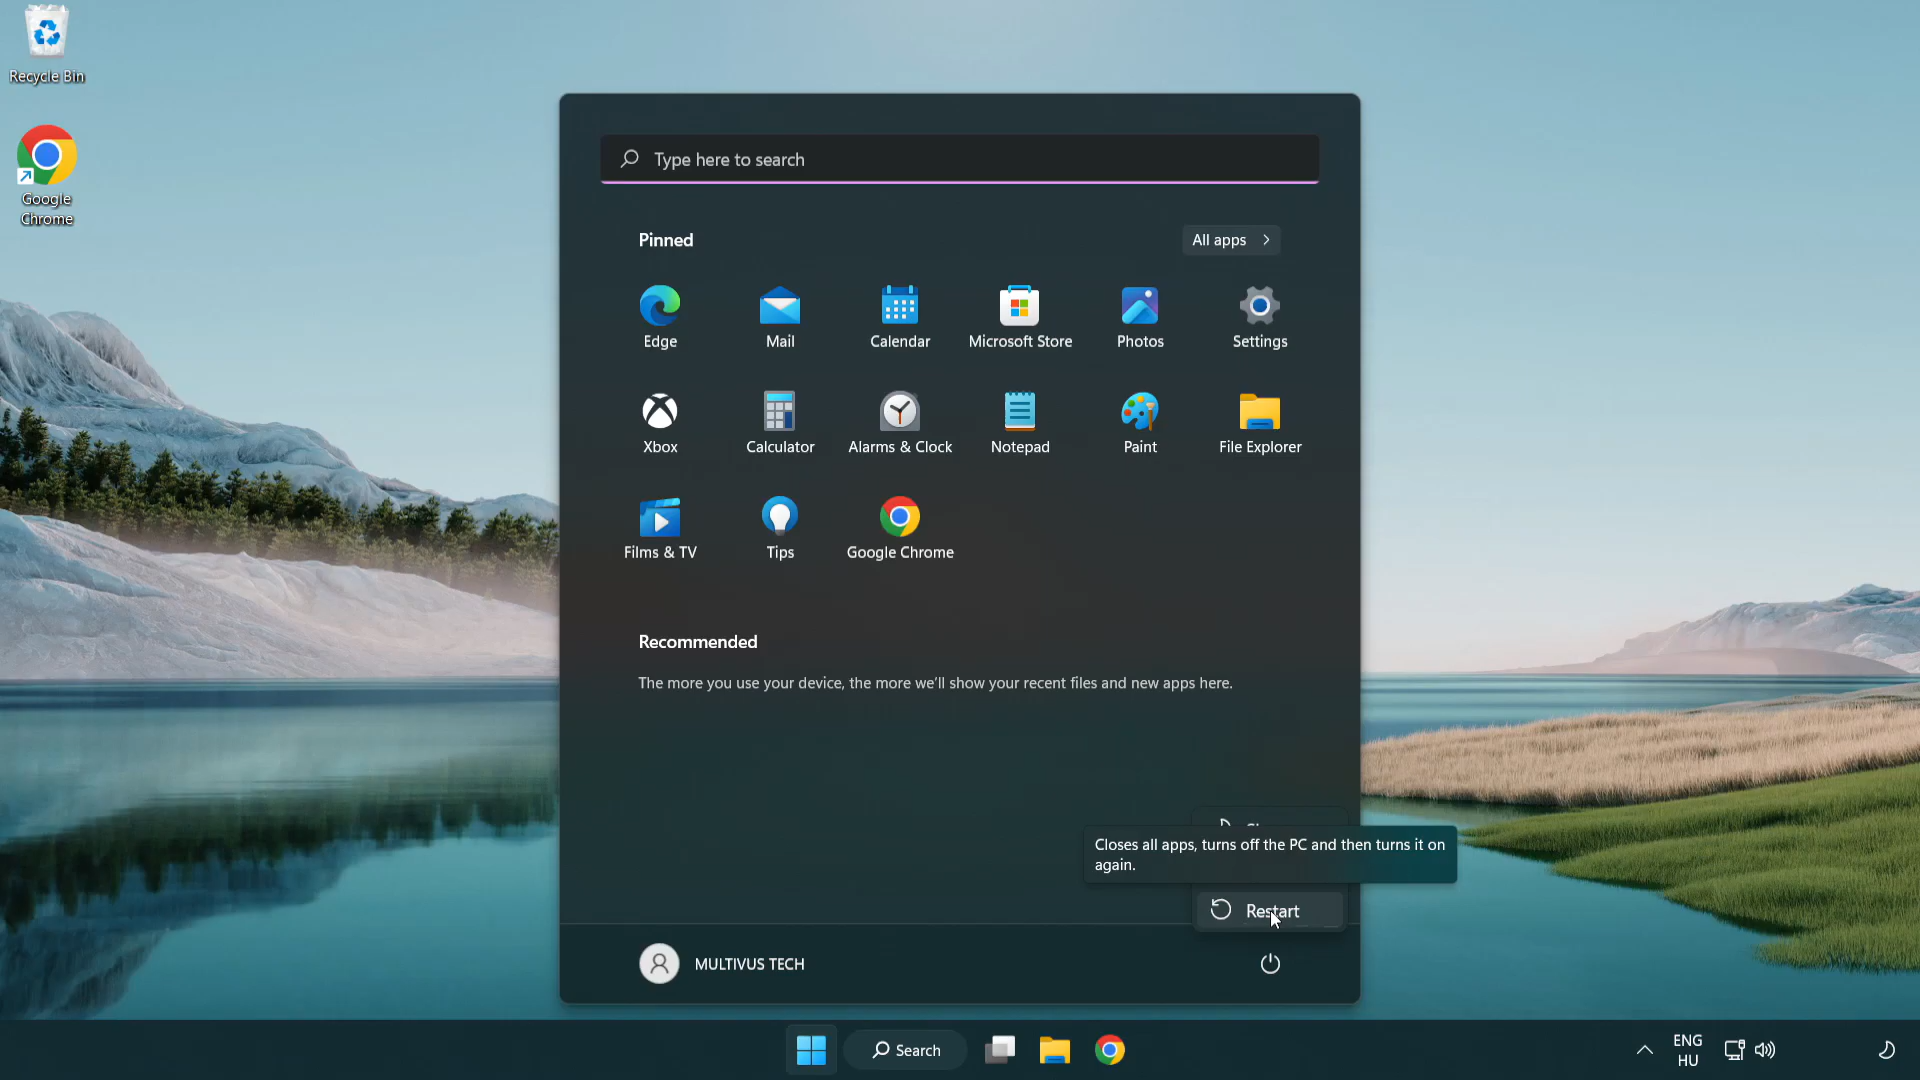 Recycle Bin
Google
Chrome
Type here to search
Pinned
All apps
Edge
Mail
Calendar
Microsoft Store
Photos
Settings
Xbox
Calculator
Alarms & Clock
Notepad
Paint
File Explorer
Films & TV
Tips
Google Chrome
Recommended
The more you use your device, the more we'll show your recent files and new apps here.
Closes all apps, turns off the PC and then turns it on
again.
Restart
MULTIVUS TECH
Search
ENG
HU